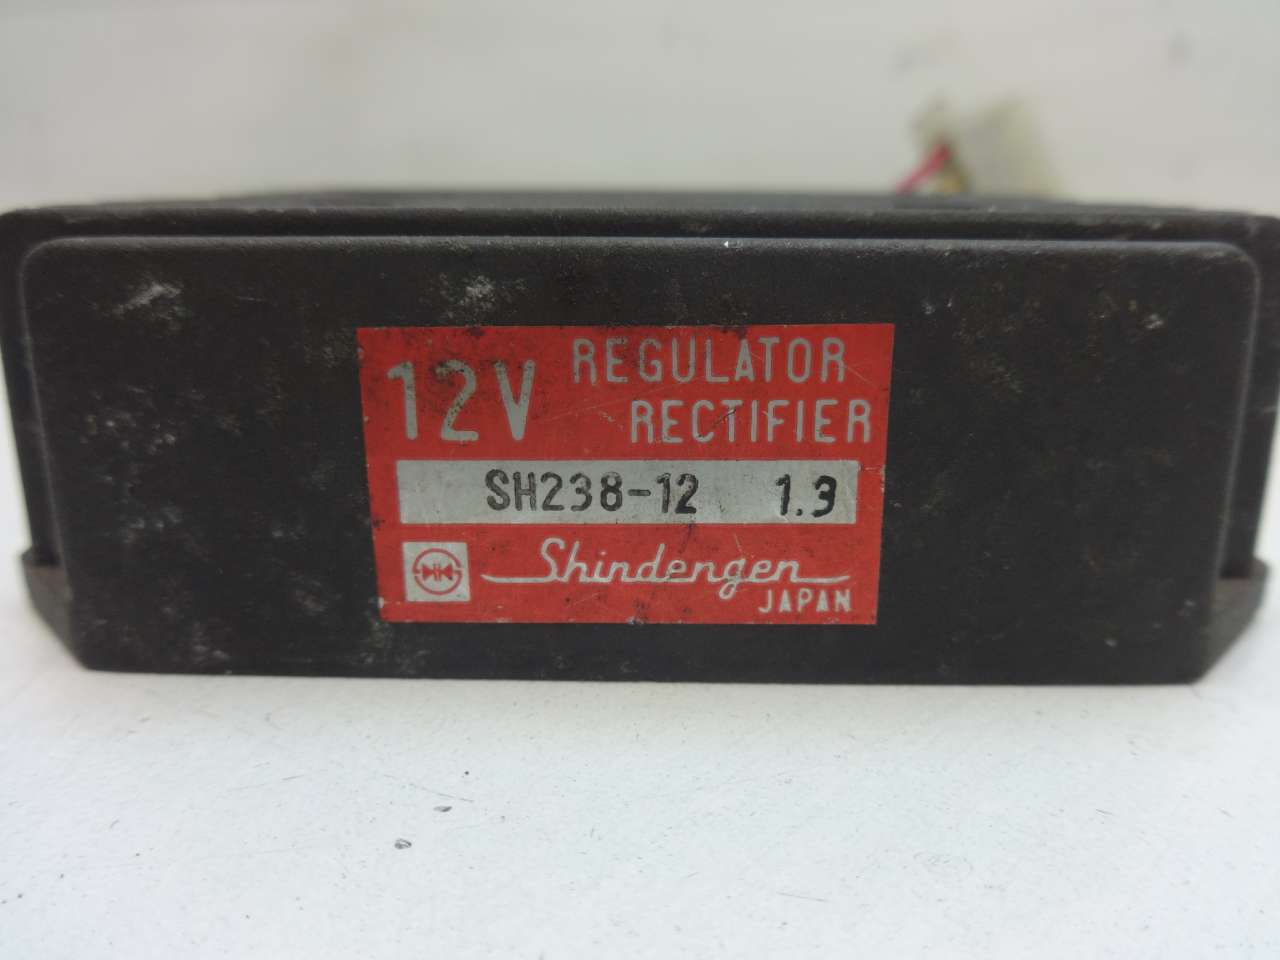 12V REGULATOR
RECTIFIER
SH238-12 1.3
Shindengen
JAPAN